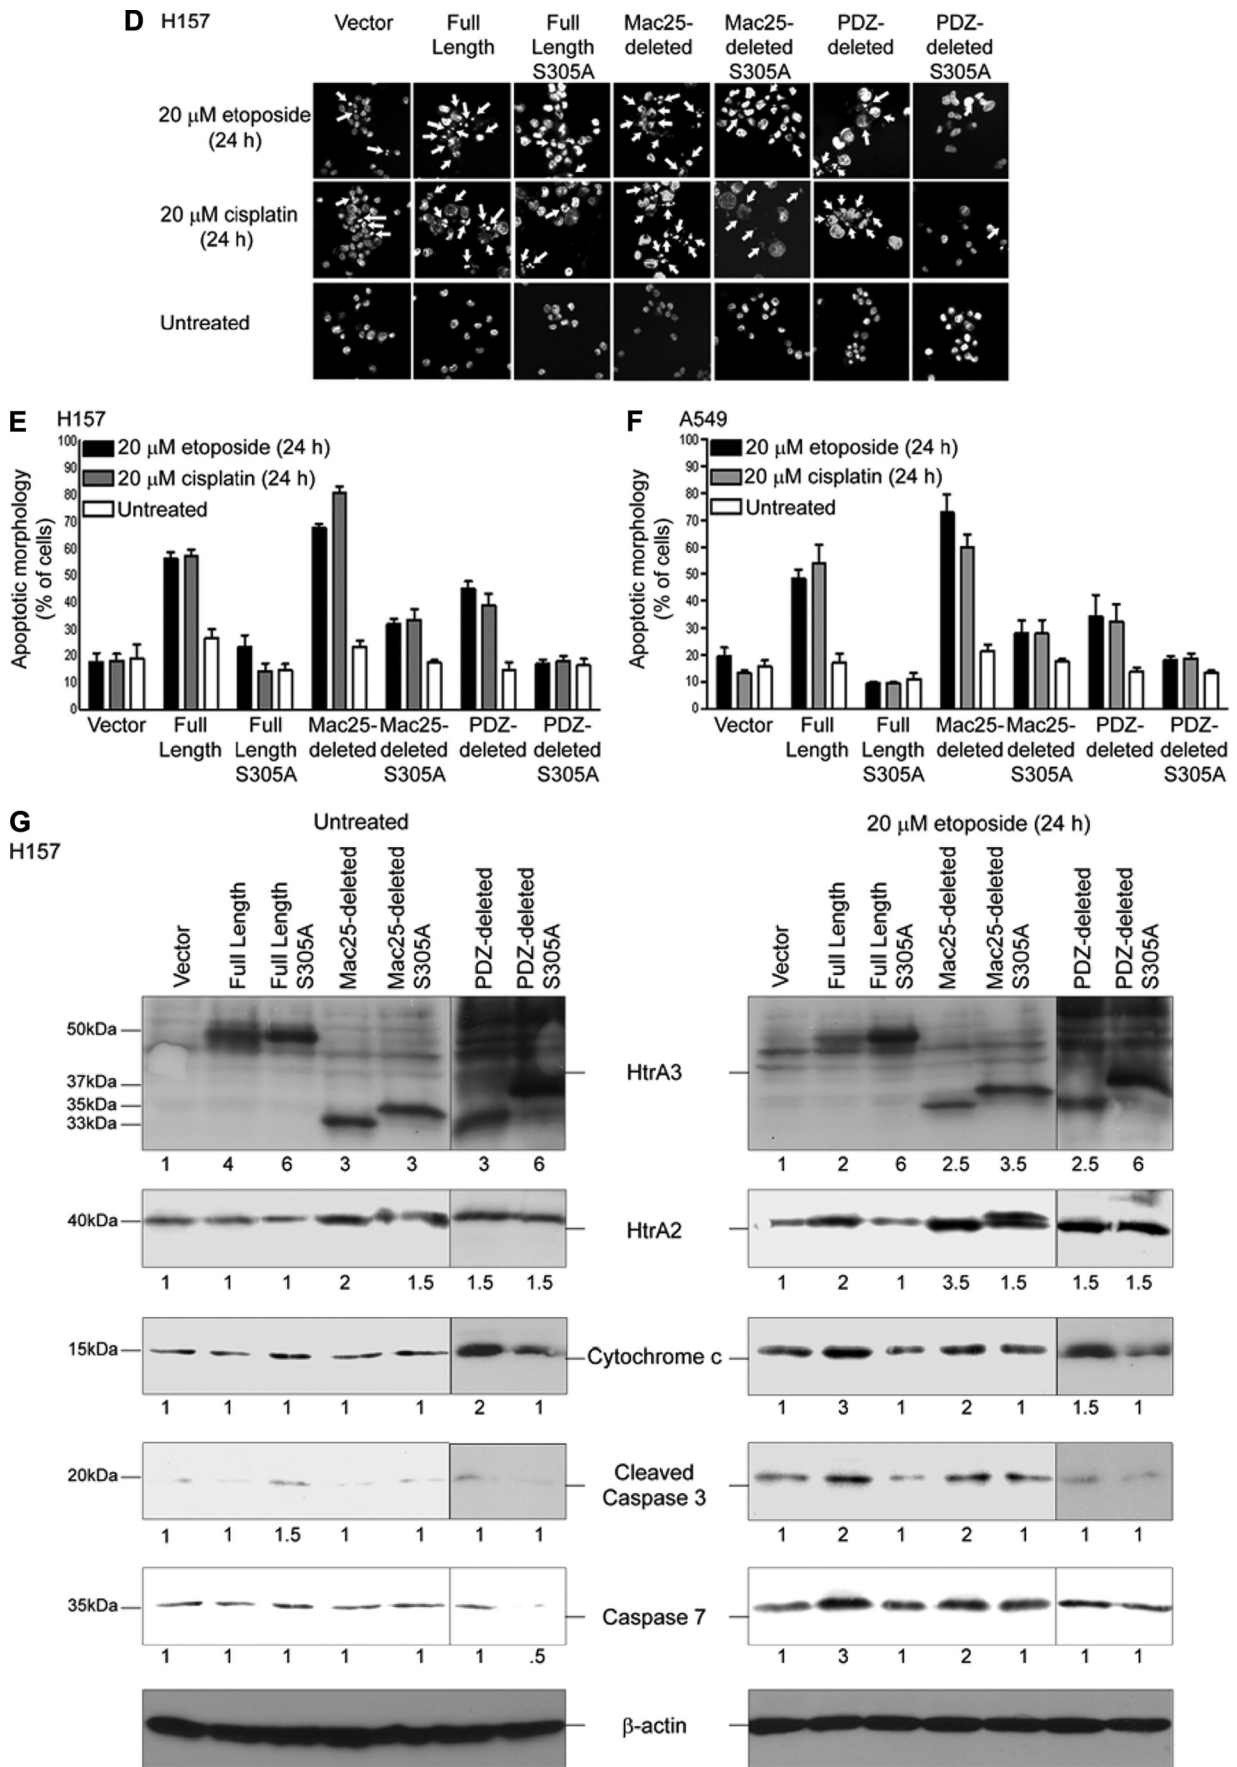 D H157
Vector
Full
Length
Full
Length
S305A
Mac25-
deleted
Mac25-
deleted
S305A
PDZ-
deleted
PDZ-
deleted
S305A
20 μM etoposide
(24 h)
20 μM cisplatin
(24 h)
Untreated
E H157
Apoptotic morphology
(% of cells)
100
90
80
70
60
50
40
30
20
10
0
20 μM etoposide (24 h)
20 μM cisplatin (24 h)
Untreated
Vector
Full
Length
Full
Length
S305A
Mac25-
deleted
Mac25-
deleted
S305A
PDZ-
deleted
PDZ-
deleted
S305A
F A549
Apoptotic morphology
(% of cells)
100
90
80
70
60
50
40
30
20
10
0
20 μM etoposide (24 h)
20 μM cisplatin (24 h)
Untreated
Vector
Full
Length
Full
Length
S305A
Mac25-
deleted
Mac25-
deleted
S305A
PDZ-
deleted
PDZ-
deleted
S305A
G
H157
Untreated
20 μM etoposide (24 h)
Vector
Full Length
Full Length
S305A
Mac25-deleted
Mac25-deleted
S305A
PDZ-deleted
PDZ-deleted
S305A
Vector
Full Length
Full Length
S305A
Mac25-deleted
Mac25-deleted
S305A
PDZ-deleted
PDZ-deleted
S305A
50kDa
37kDa
35kDa
33kDa
HtrA3
1 4 6 3 3 3 6
1 2 6 2.5 3.5 2.5 6
40kDa
HtrA2
1 1 1 2 1.5 1.5 1.5
1 2 1 3.5 1.5 1.5 1.5
15kDa
Cytochrome c
1 1 1 1 1 2 1
1 3 1 2 1 1.5 1
20kDa
Cleaved
Caspase 3
1 1 1.5 1 1 1 1
1 2 1 2 1 1 1
35kDa
Caspase 7
1 1 1 1 1 1 .5
1 3 1 2 1 1 1
β-actin